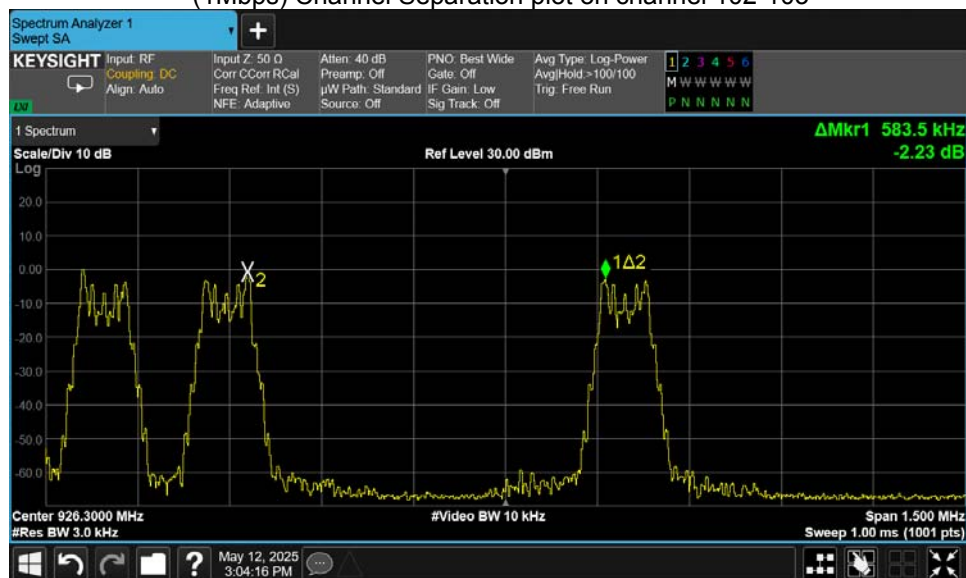 Spectrum Analyzer 1
Swept SA
+
KEYSIGHT
Input: RF
Coupling: DC
Align: Auto
Input Z: 50 Ω
Corr CCorr RCal
Freq Ref: Int (S)
NFE: Adaptive
Atten: 40 dB
Preamp: Off
µW Path: Standard
Source: Off
PNO: Best Wide
Gate: Off
IF Gain: Low
Sig Track: Off
Avg Type: Log-Power
Avg|Hold:>100/100
Trig: Free Run
1 2 3 4 5 6
M W W W W W
P N N N N N
LXI
1 Spectrum
ΔMkr1 583.5 kHz
-2.23 dB
Scale/Div 10 dB
Ref Level 30.00 dBm
Log
20.0
10.0
0.00
-10.0
-20.0
-30.0
-40.0
-50.0
-60.0
X2
1Δ2
Center 926.3000 MHz
#Video BW 10 kHz
Span 1.500 MHz
#Res BW 3.0 kHz
Sweep 1.00 ms (1001 pts)
?
May 12, 2025
3:04:16 PM